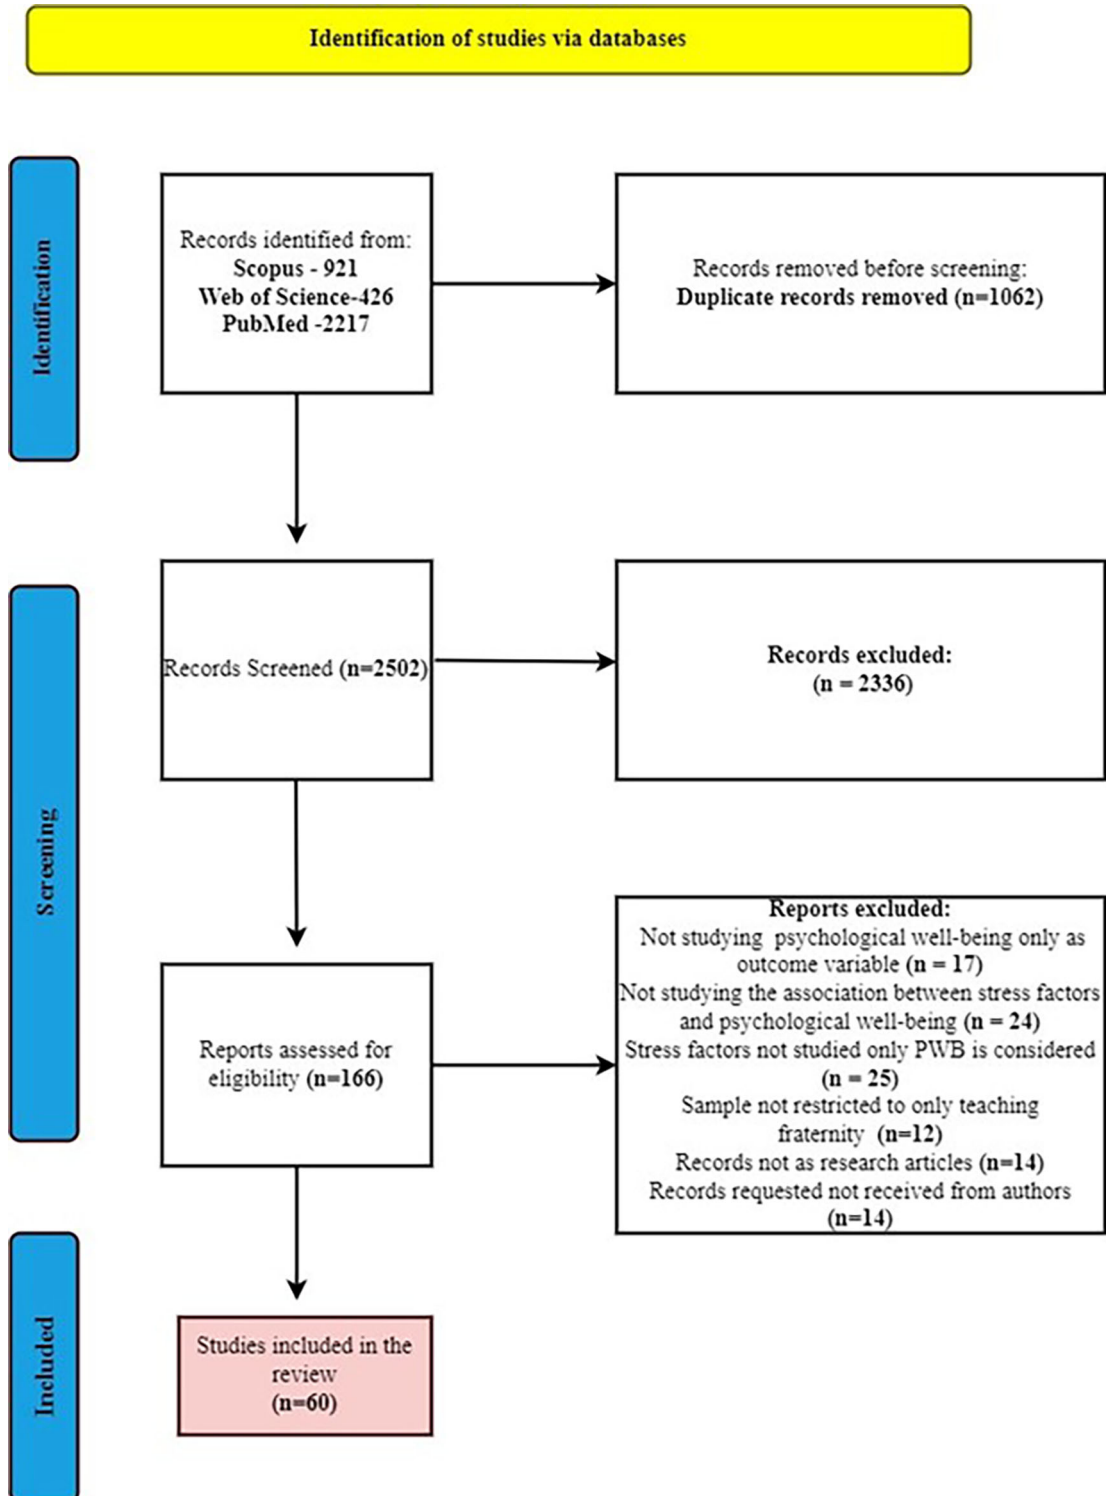 Identification of studies via databases
Identification
Records identified from:
Scopus - 921
Web of Science-426
PubMed -2217
Records removed before screening:
Duplicate records removed (n=1062)
Screening
Records Screened (n=2502)
Records excluded:
(n = 2336)
Reports assessed for
eligibility (n=166)
Reports excluded:
Not studying psychological well-being only as
outcome variable (n = 17)
Not studying the association between stress factors
and psychological well-being (n = 24)
Stress factors not studied only PWB is considered
(n = 25)
Sample not restricted to only teaching
fraternity (n=12)
Records not as research articles (n=14)
Records requested not received from authors
(n=14)
Included
Studies included in the
review
(n=60)